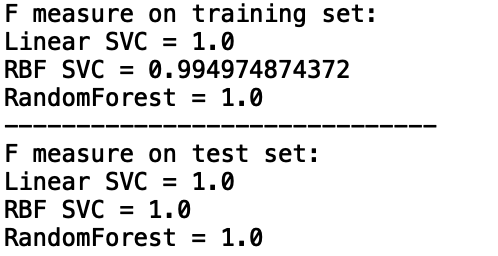 F measure on training set:
Linear SVC = 1.0
RBF SVC = 0.994974874372
RandomForest = 1.0
------------------------------
F measure on test set:
Linear SVC = 1.0
RBF SVC = 1.0
RandomForest = 1.0